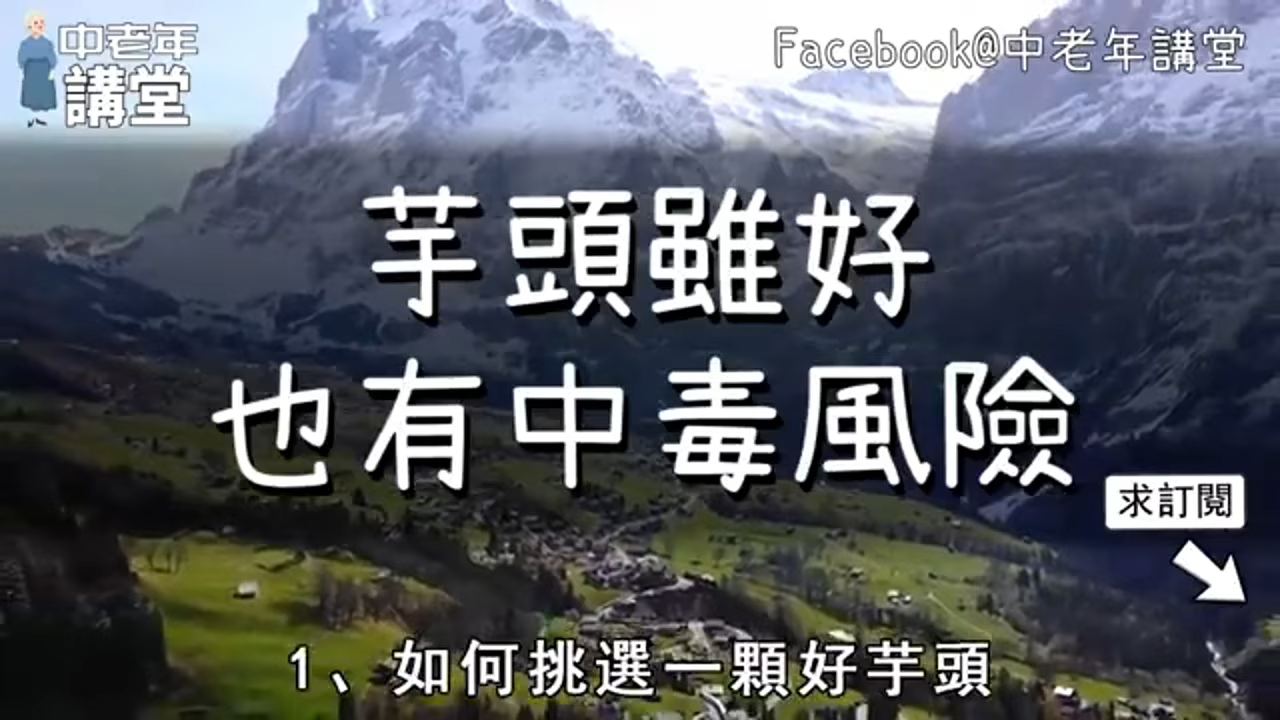 中老年
講堂
Facebook@中老年講堂
芋頭雖好
也有中毒風險
求訂閱
1、如何挑選一顆好芋頭